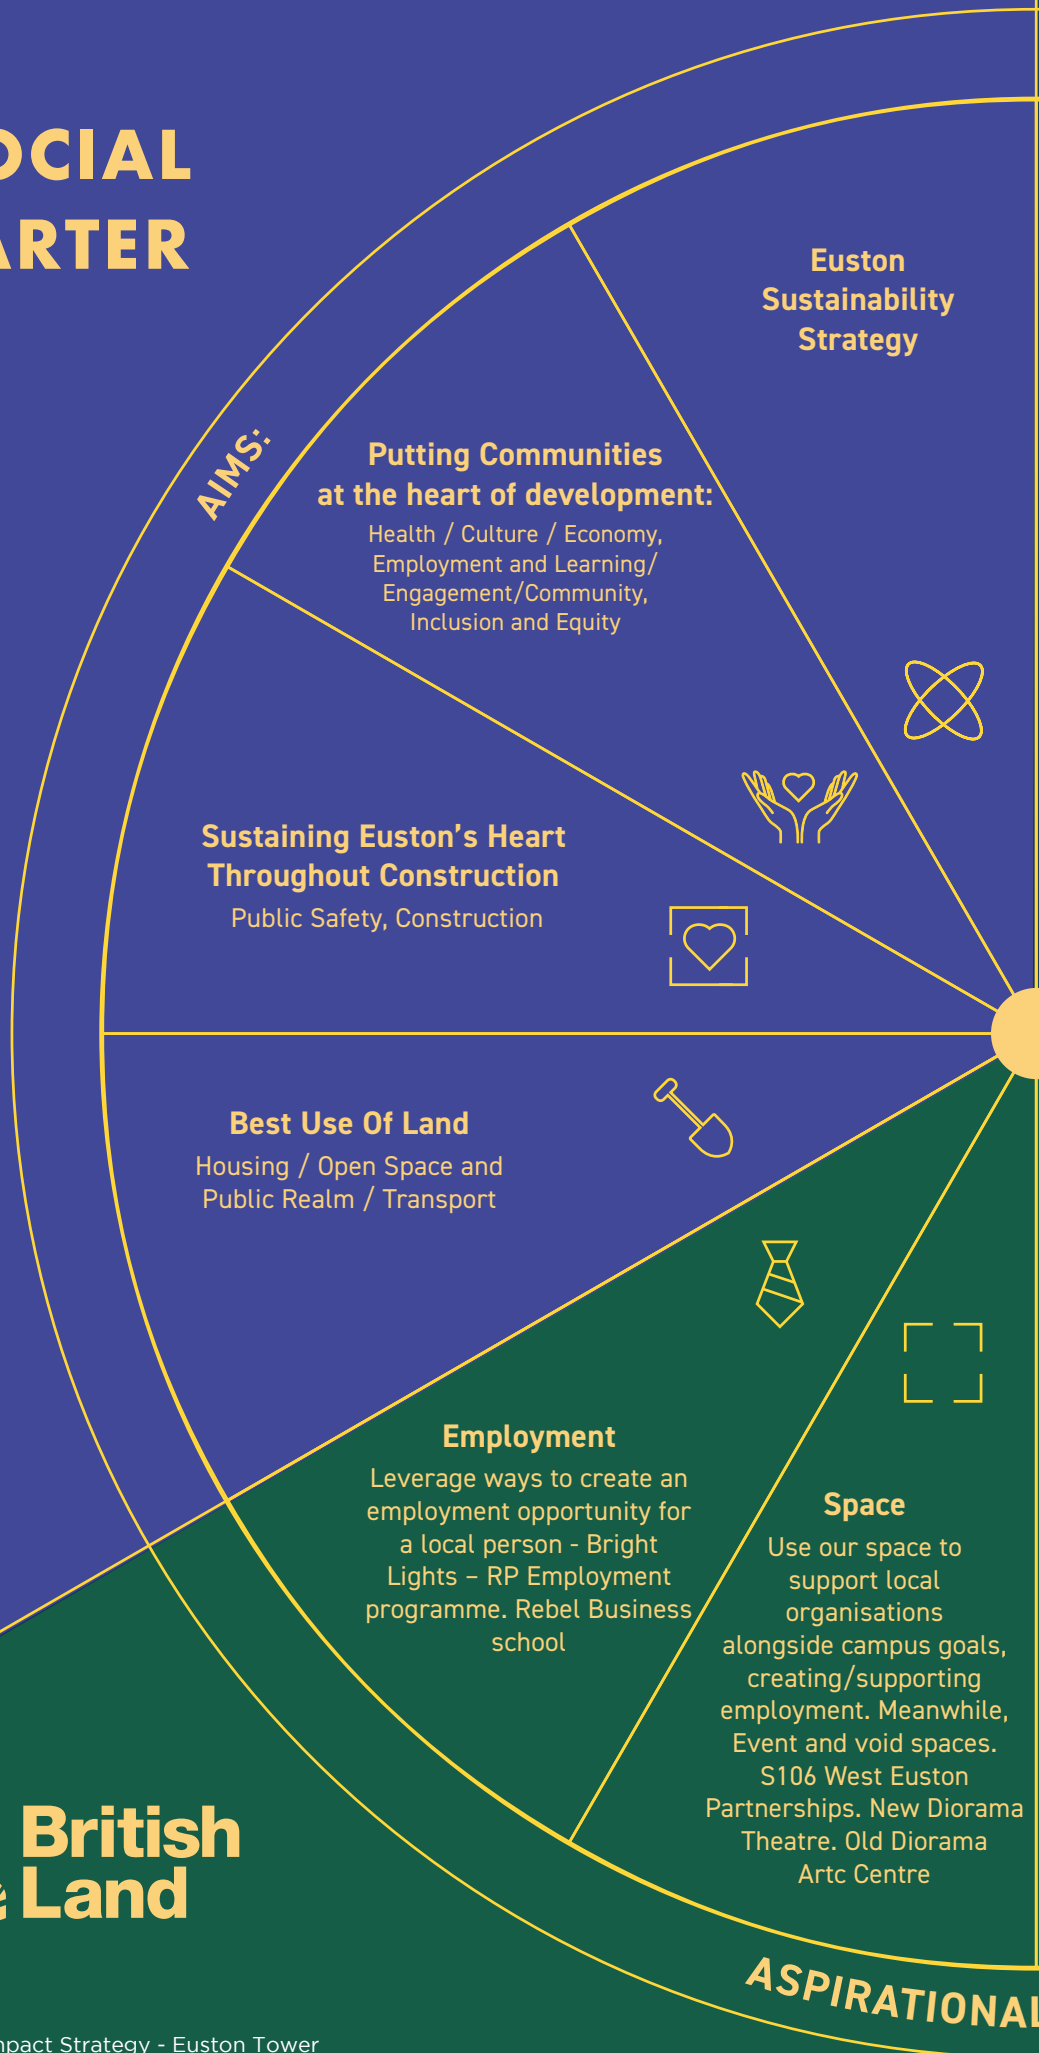 OCIAL
ARTER
AIMS:
Euston
Sustainability
Strategy
Putting Communities
at the heart of development:
Health / Culture / Economy,
Employment and Learning/
Engagement/Community,
Inclusion and Equity
Sustaining Euston’s Heart
Throughout Construction
Public Safety, Construction
Best Use Of Land
Housing / Open Space and
Public Realm / Transport
Employment
Leverage ways to create an
employment opportunity for
a local person - Bright
Lights – RP Employment
programme. Rebel Business
school
Space
Use our space to
support local
organisations
alongside campus goals,
creating/supporting
employment. Meanwhile,
Event and void spaces.
S106 West Euston
Partnerships. New Diorama
Theatre. Old Diorama
Artc Centre
British
Land
ASPIRATIONAL
mpact Strategy - Euston Tower